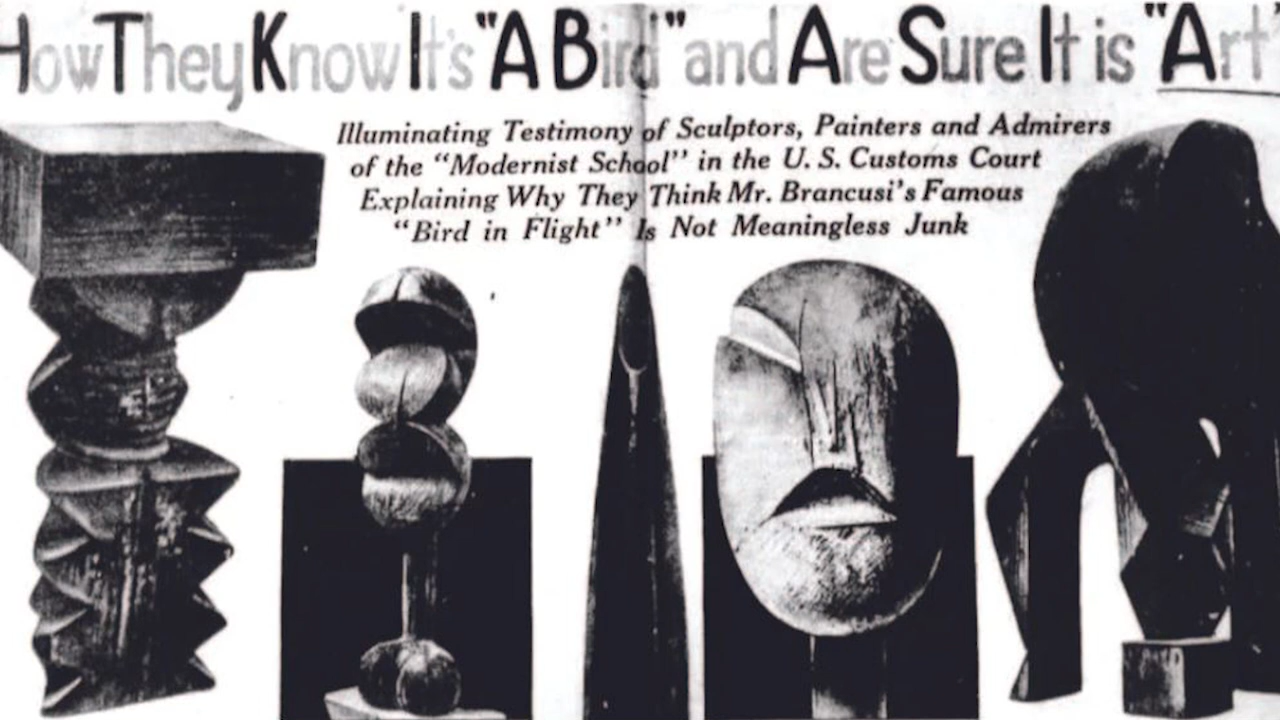 How They Know It's "A Bird" and Are Sure It is "Art"
Illuminating Testimony of Sculptors, Painters and Admirers
of the "Modernist School" in the U. S. Customs Court
Explaining Why They Think Mr. Brancusi's Famous
"Bird in Flight" Is Not Meaningless Junk